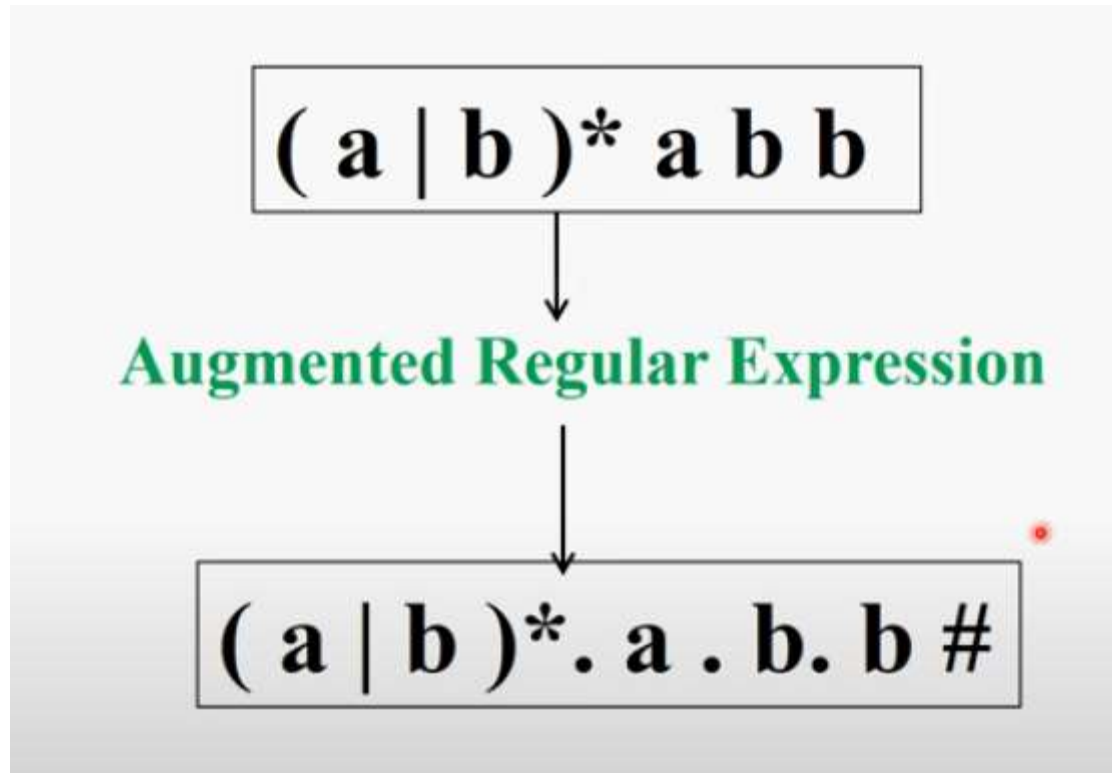 ( a | b )* a b b
Augmented Regular Expression
( a | b )*. a . b. b #